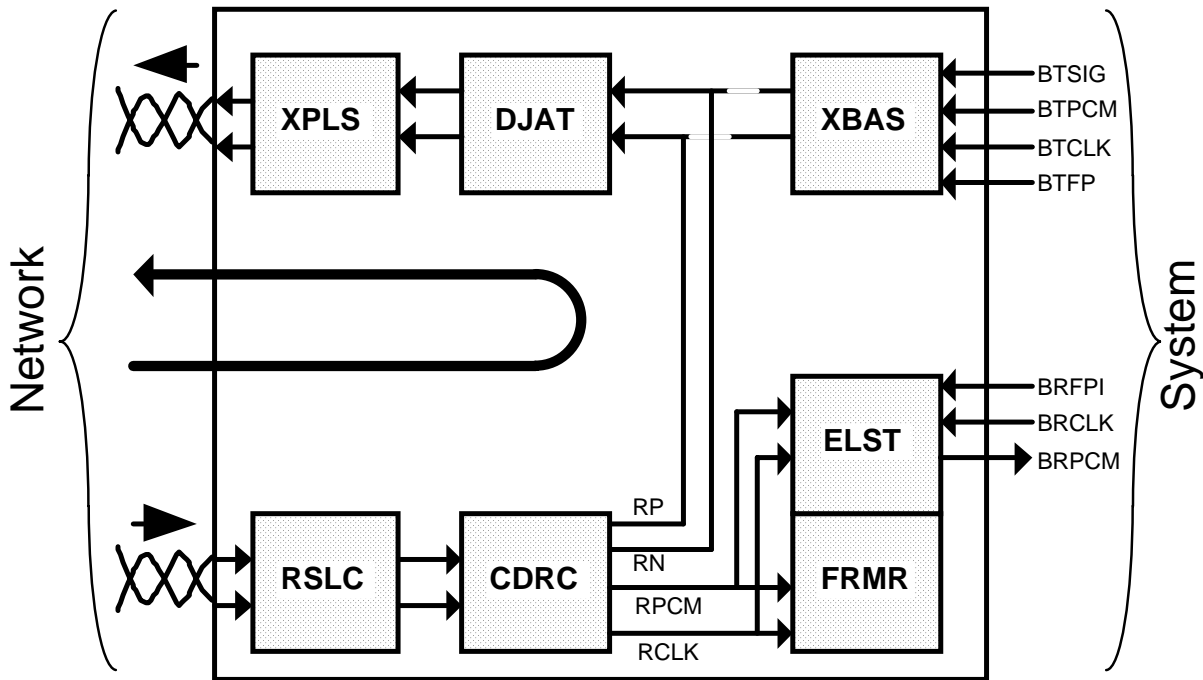 XPLS
DJAT
XBAS
BTSIG
BTPCM
BTCLK
BTFP
Network
System
BRFPI
BRCLK
BRPCM
ELST
RP
RN
RPCM
RCLK
RSLC
CDRC
FRMR